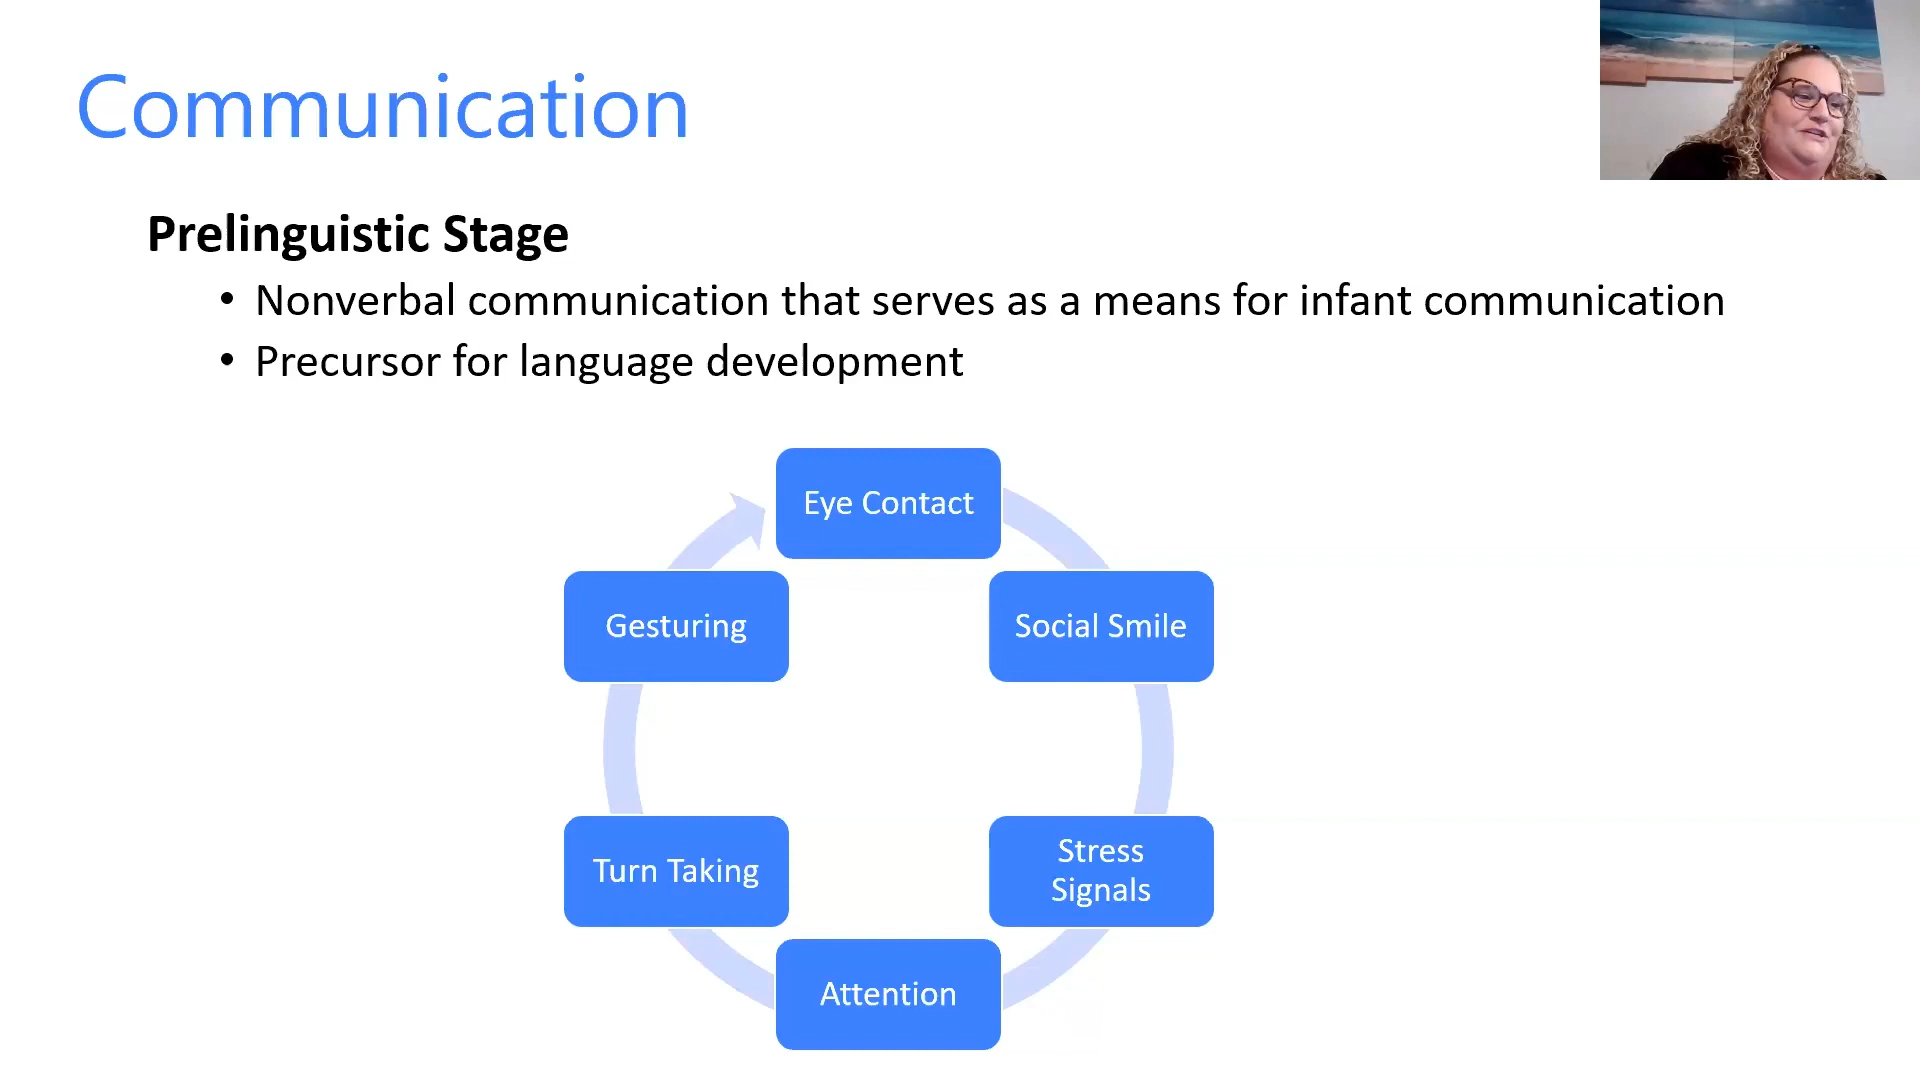 Communication
Prelinguistic Stage
• Nonverbal communication that serves as a means for infant communication
• Precursor for language development
Eye Contact
Social Smile
Stress
Signals
Attention
Turn Taking
Gesturing